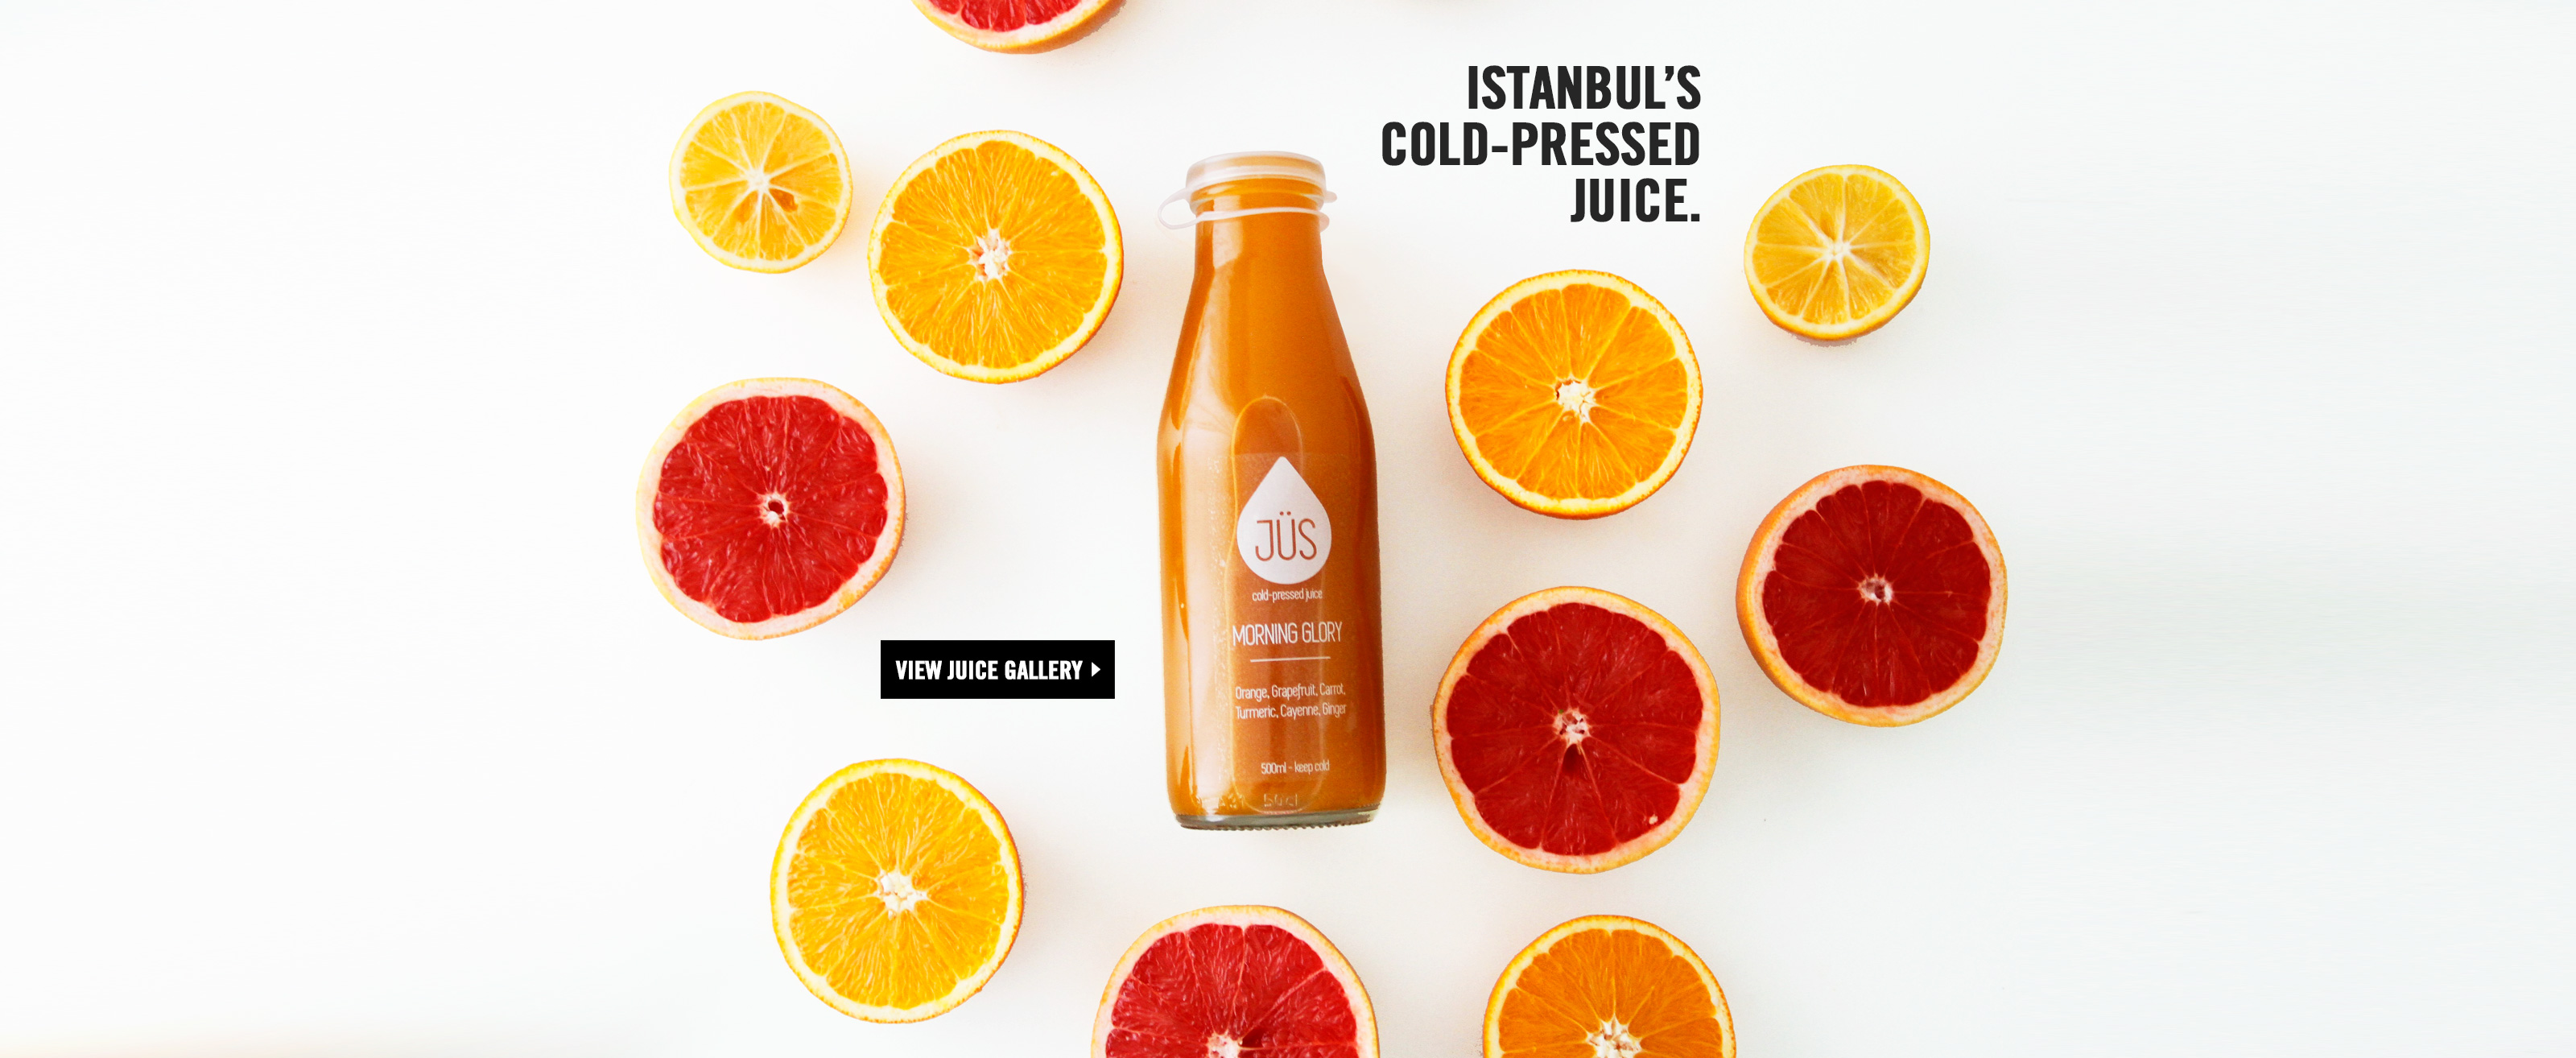 ISTANBUL'S
COLD-PRESSED
JUICE.
JÜS
cold-pressed juice
MORNING GLORY
Orange, Grapefruit, Carrot,
Turmeric, Cayenne, Ginger
500ml - keep cold
50cl
VIEW JUICE GALLERY